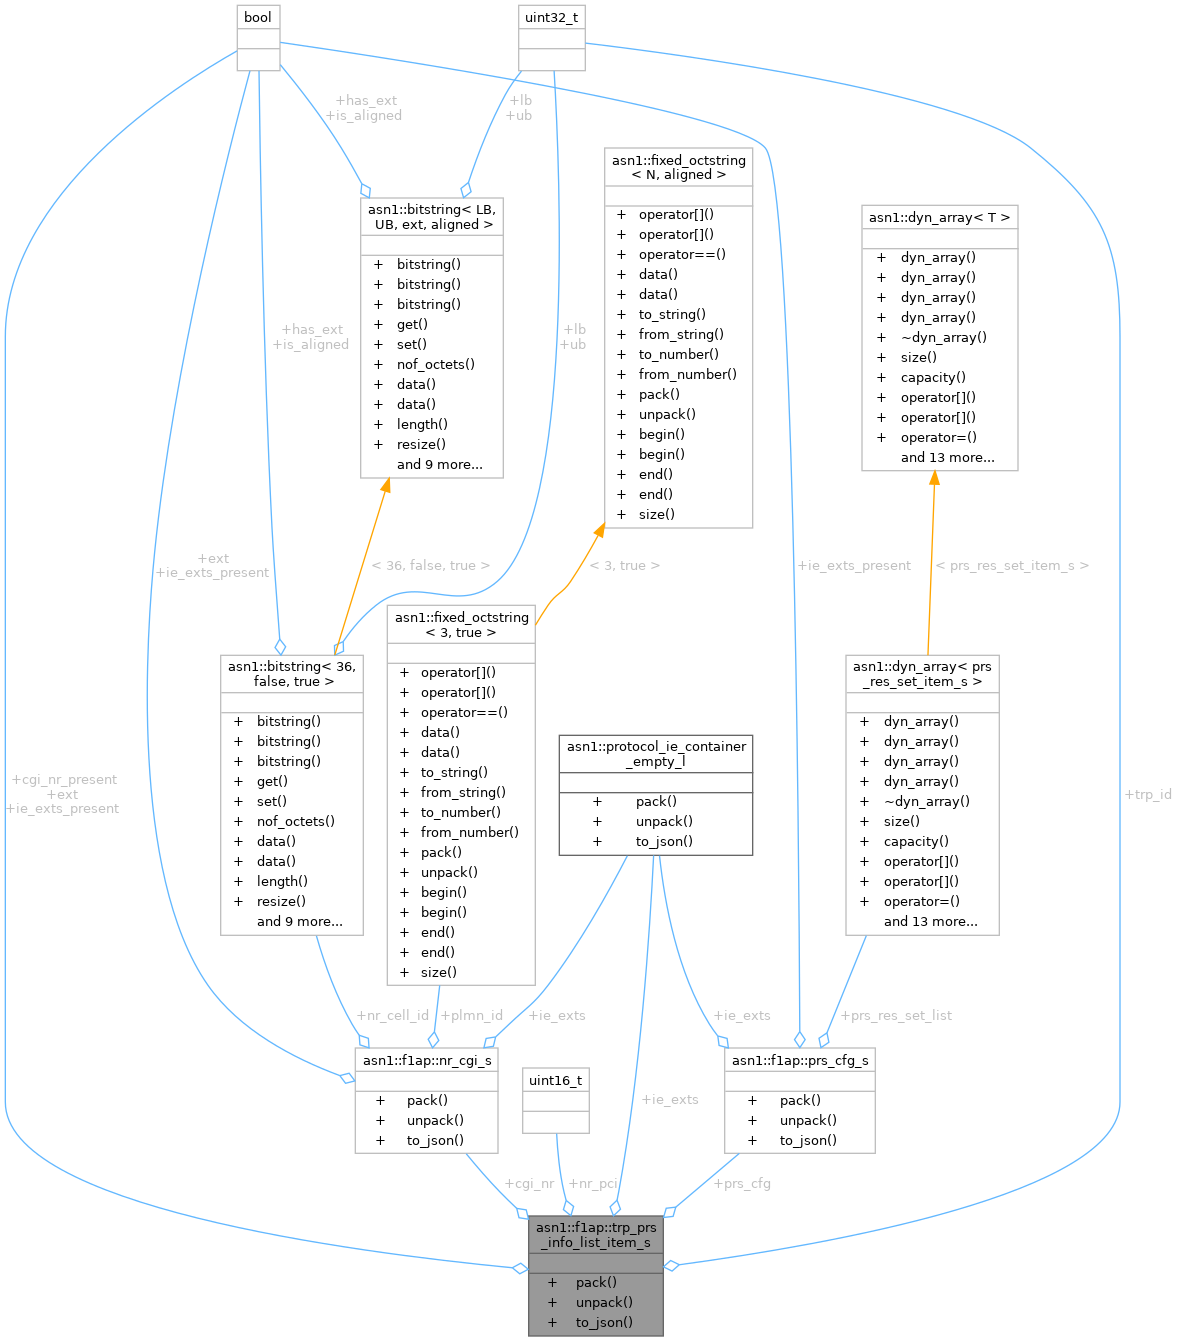 bool
uint32_t
+has_ext
+is_aligned
+lb
+ub
asn1::fixed_octstring
< N, aligned >
+ operator[]()
+ operator[]()
+ operator==()
+ data()
+ data()
+ to_string()
+ from_string()
+ to_number()
+ from_number()
+ pack()
+ unpack()
+ begin()
+ begin()
+ end()
+ end()
+ size()
asn1::bitstring< LB,
UB, ext, aligned >
+ bitstring()
+ bitstring()
+ bitstring()
+ get()
+ set()
+ nof_octets()
+ data()
+ data()
+ length()
+ resize()
and 9 more...
asn1::dyn_array< T >
+ dyn_array()
+ dyn_array()
+ dyn_array()
+ dyn_array()
+ ~dyn_array()
+ size()
+ capacity()
+ operator[]()
+ operator[]()
+ operator=()
and 13 more...
+has_ext
+is_aligned
+lb
+ub
+ext
+ie_exts_present
< 36, false, true >
< 3, true >
+ie_exts_present
< prs_res_set_item_s >
asn1::fixed_octstring
< 3, true >
+ operator[]()
+ operator[]()
+ operator==()
+ data()
+ data()
+ to_string()
+ from_string()
+ to_number()
+ from_number()
+ pack()
+ unpack()
+ begin()
+ begin()
+ end()
+ end()
+ size()
asn1::bitstring< 36,
false, true >
+ bitstring()
+ bitstring()
+ bitstring()
+ get()
+ set()
+ nof_octets()
+ data()
+ data()
+ length()
+ resize()
and 9 more...
asn1::dyn_array< prs
_res_set_item_s >
+ dyn_array()
+ dyn_array()
+ dyn_array()
+ dyn_array()
+ ~dyn_array()
+ size()
+ capacity()
+ operator[]()
+ operator[]()
+ operator=()
and 13 more...
asn1::protocol_ie_container
_empty_l
+ pack()
+ unpack()
+ to_json()
+cgi_nr_present
+ext
+ie_exts_present
+trp_id
+nr_cell_id
+plmn_id
+ie_exts
+ie_exts
+prs_res_set_list
asn1::f1ap::nr_cgi_s
+ pack()
+ unpack()
+ to_json()
uint16_t
+ie_exts
asn1::f1ap::prs_cfg_s
+ pack()
+ unpack()
+ to_json()
+cgi_nr
+nr_pci
+prs_cfg
asn1::f1ap::trp_prs
_info_list_item_s
+ pack()
+ unpack()
+ to_json()